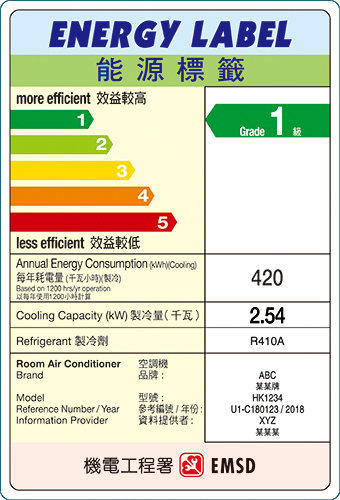 ENERGY LABEL
能源標籤
more efficient 效益較高
1
2
3
4
5
less efficient 效益較低
Grade 1 級
Annual Energy Consumption (kWh)(Cooling)
每年耗電量 (千瓦小時)(製冷)
Based on 1200 hrs/yr operation
以每年使用1200小時計算
420
Cooling Capacity (kW) 製冷量 (千瓦)
2.54
Refrigerant 製冷劑
R410A
Room Air Conditioner 空調機
Brand 品牌 : ABC
某某牌
Model 型號 : HK1234
Reference Number / Year 參考編號 / 年份 : U1-C180123 / 2018
Information Provider 資料提供者 : XYZ
某某某
機電工程署 EMSD